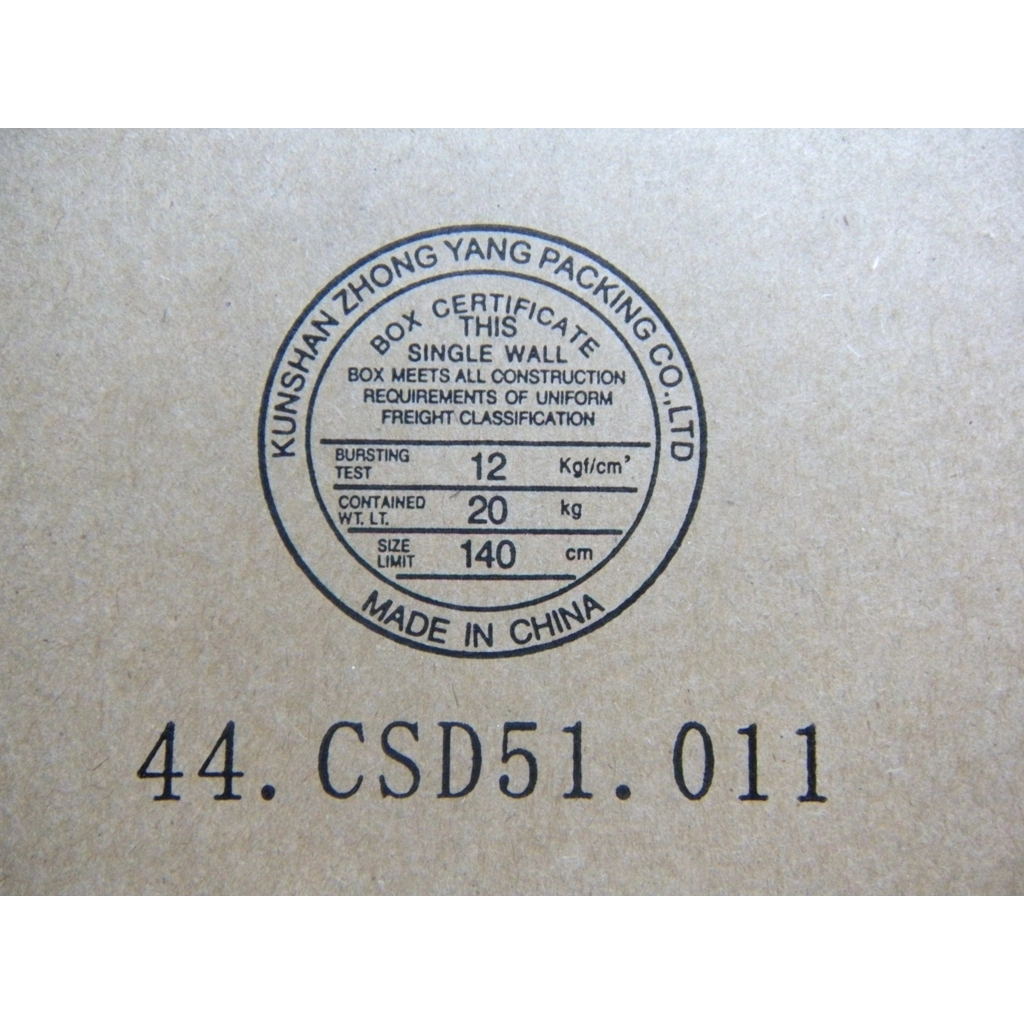 KUNSHAN ZHONG YANG PACKING CO.,LTD
BOX CERTIFICATE
THIS
SINGLE WALL
BOX MEETS ALL CONSTRUCTION
REQUIREMENTS OF UNIFORM
FREIGHT CLASSIFICATION
BURSTING TEST 12 Kgf/cm²
CONTAINED WT. LT. 20 kg
SIZE LIMIT 140 cm
MADE IN CHINA
44.CSD51.011